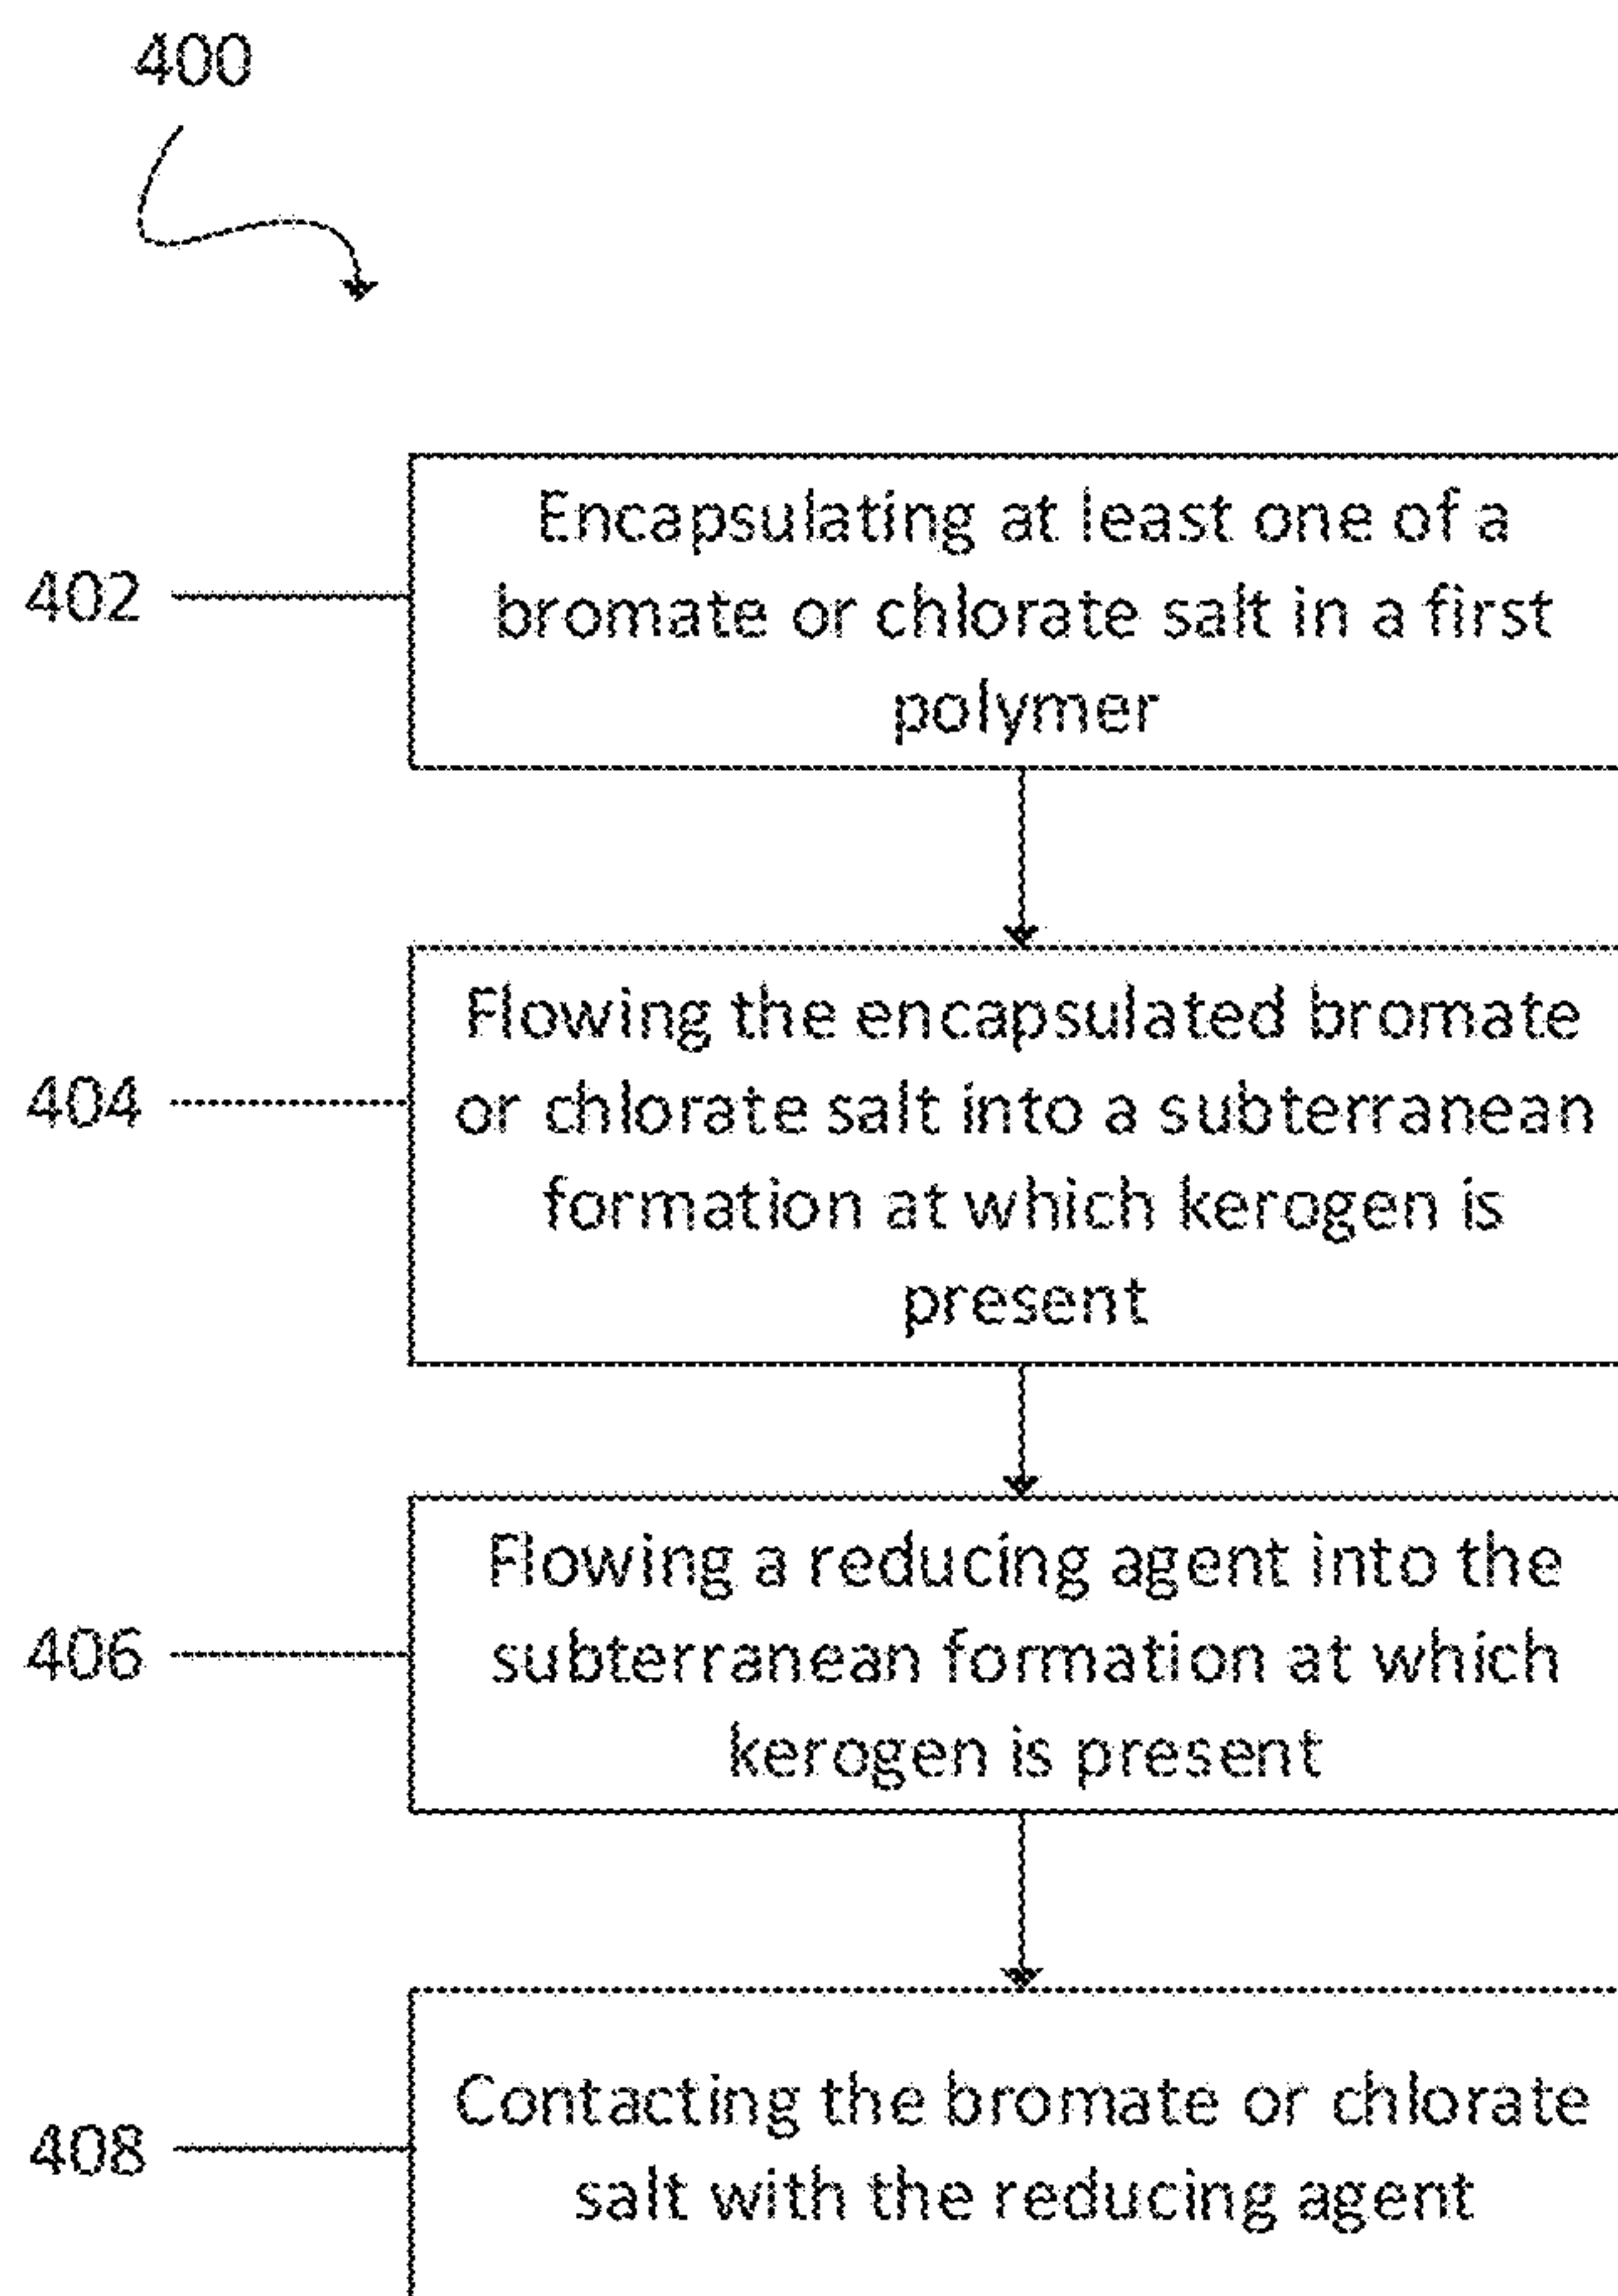 400
402
Encapsulating at least one of a
bromate or chlorate salt in a first
polymer
404
Flowing the encapsulated bromate
or chlorate salt into a subterranean
formation at which kerogen is
present
406
Flowing a reducing agent into the
subterranean formation at which
kerogen is present
408
Contacting the bromate or chlorate
salt with the reducing agent